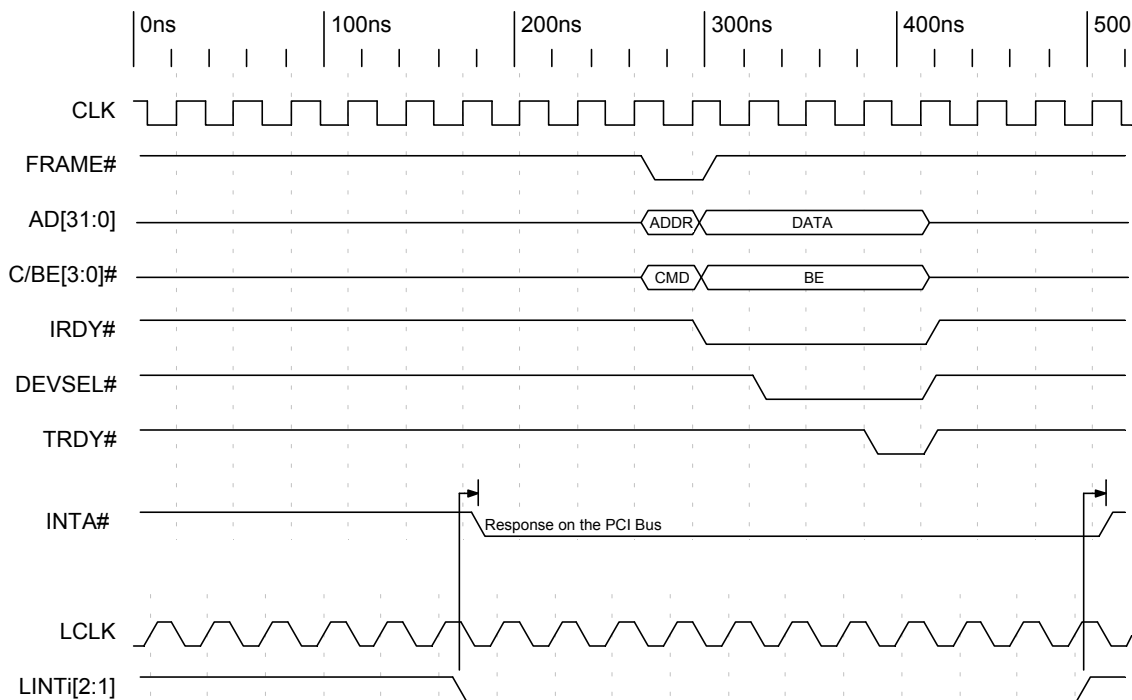 0ns 100ns 200ns 300ns 400ns 500
CLK
FRAME#
AD[31:0] ADDR DATA
C/BE[3:0]# CMD BE
IRDY#
DEVSEL#
TRDY#
INTA# Response on the PCI Bus
LCLK
LINTi[2:1]